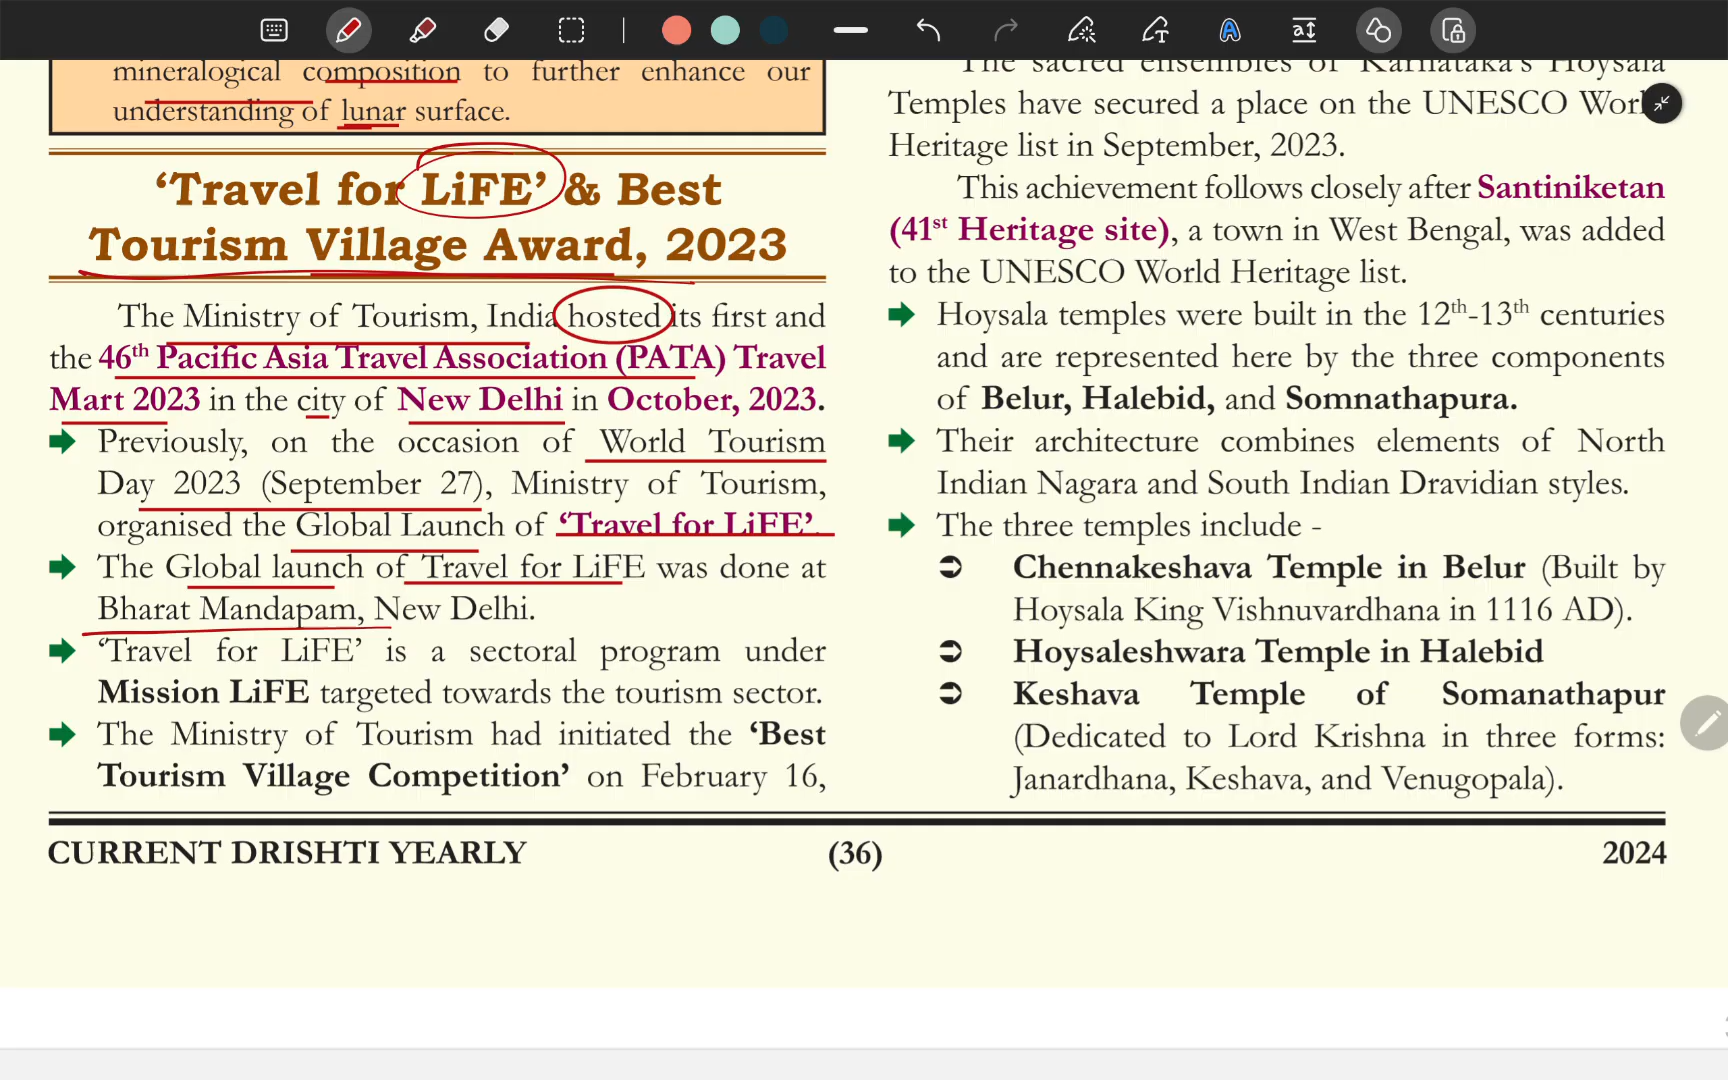 mineralogical composition to further enhance our
understanding of lunar surface.
‘Travel for LiFE’ & Best
Tourism Village Award, 2023
The Ministry of Tourism, India hosted its first and
the 46th Pacific Asia Travel Association (PATA) Travel
Mart 2023 in the city of New Delhi in October, 2023.
Previously, on the occasion of World Tourism
Day 2023 (September 27), Ministry of Tourism,
organised the Global Launch of ‘Travel for LiFE’.
The Global launch of Travel for LiFE was done at
Bharat Mandapam, New Delhi.
‘Travel for LiFE’ is a sectoral program under
Mission LiFE targeted towards the tourism sector.
The Ministry of Tourism had initiated the ‘Best
Tourism Village Competition’ on February 16,
The sacred ensembles of Karnataka's Hoysala
Temples have secured a place on the UNESCO World
Heritage list in September, 2023.
This achievement follows closely after Santiniketan
(41st Heritage site), a town in West Bengal, was added
to the UNESCO World Heritage list.
Hoysala temples were built in the 12th-13th centuries
and are represented here by the three components
of Belur, Halebid, and Somnathapura.
Their architecture combines elements of North
Indian Nagara and South Indian Dravidian styles.
The three temples include -
Chennakeshava Temple in Belur (Built by
Hoysala King Vishnuvardhana in 1116 AD).
Hoysaleshwara Temple in Halebid
Keshava Temple of Somanathapur
(Dedicated to Lord Krishna in three forms:
Janardhana, Keshava, and Venugopala).
CURRENT DRISHTI YEARLY (36) 2024